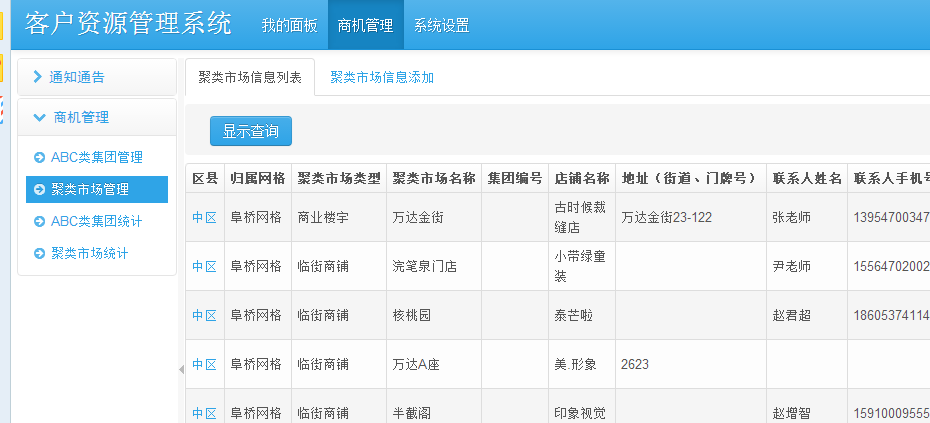 客户资源管理系统 我的面板 商机管理 系统设置
通知通告
商机管理
ABC类集团管理
聚类市场管理
ABC类集团统计
聚类市场统计
聚类市场信息列表 聚类市场信息添加
显示查询
区县 归属网格 聚类市场类型 聚类市场名称 集团编号 店铺名称 地址（街道、门牌号） 联系人姓名 联系人手机
中区 阜桥网格 商业楼宇 万达金街 古时候裁缝店 万达金街23-122 张老师 13954700347
中区 阜桥网格 临街商铺 浣笔泉门店 小带绿童装 尹老师 15564702002
中区 阜桥网格 临街商铺 核桃园 泰芒啦 赵君超 18605374114
中区 阜桥网格 临街商铺 万达A座 美.形象 2623
中区 阜桥网格 临街商铺 半截阁 印象视觉 赵增智 15910009555